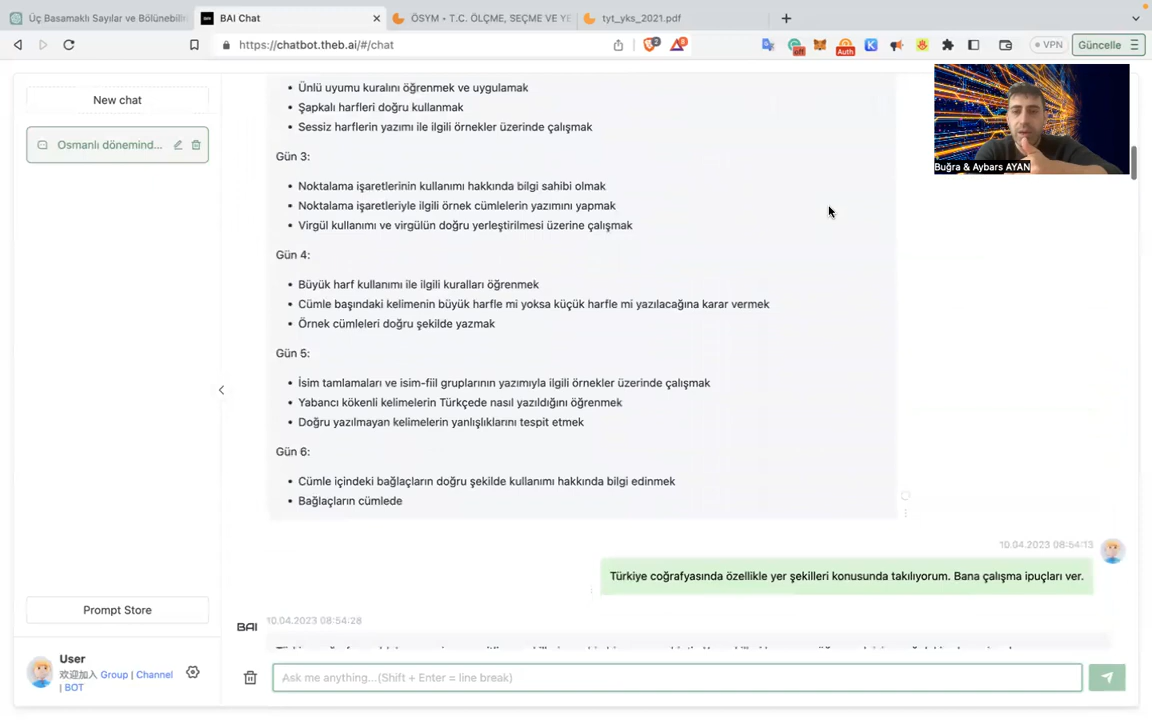 Üç Basamaklı Sayılar ve Bölünebilir
BAI Chat
ÖSYM • T.C. ÖLÇME, SEÇME VE YE
tyt_yks_2021.pdf
https://chatbot.theb.ai/#/chat
VPN
Güncelle
New chat
Osmanlı dönemind...
• Ünlü uyumu kuralını öğrenmek ve uygulamak
• Şapkalı harfleri doğru kullanmak
• Sessiz harflerin yazımı ile ilgili örnekler üzerinde çalışmak
Gün 3:
• Noktalama işaretlerinin kullanımı hakkında bilgi sahibi olmak
• Noktalama işaretleriyle ilgili örnek cümlelerin yazımını yapmak
• Virgül kullanımı ve virgülün doğru yerleştirilmesi üzerine çalışmak
Gün 4:
• Büyük harf kullanımı ile ilgili kuralları öğrenmek
• Cümle başındaki kelimenin büyük harfle mi yoksa küçük harfle mi yazılacağına karar vermek
• Örnek cümleleri doğru şekilde yazmak
Gün 5:
• İsim tamlamaları ve isim-fiil gruplarının yazımıyla ilgili örnekler üzerinde çalışmak
• Yabancı kökenli kelimelerin Türkçede nasıl yazıldığını öğrenmek
• Doğru yazılmayan kelimelerin yanlışlıklarını tespit etmek
Gün 6:
• Cümle içindeki bağlaçların doğru şekilde kullanımı hakkında bilgi edinmek
• Bağlaçların cümlede
Buğra & Aybars AYAN
10.04.2023 08:54:13
Türkiye coğrafyasında özellikle yer şekilleri konusunda takılıyorum. Bana çalışma ipuçları ver.
BAI
10.04.2023 08:54:28
Prompt Store
User
欢迎加入 Group | Channel
| BOT
Ask me anything...(Shift + Enter = line break)